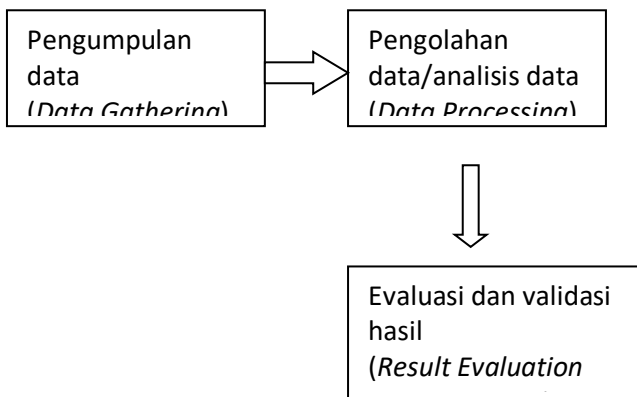 Pengumpulan
data
(Data Gathering)
Pengolahan
data/analisis data
(Data Processing)
Evaluasi dan validasi
hasil
(Result Evaluation